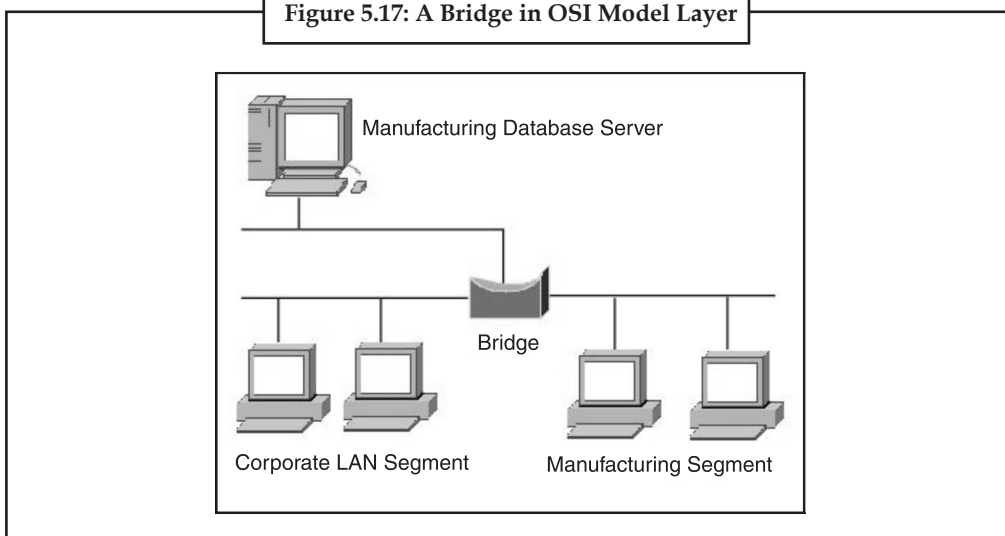 Figure 5.17: A Bridge in OSI Model Layer
Manufacturing Database Server
Bridge
Corporate LAN Segment
Manufacturing Segment